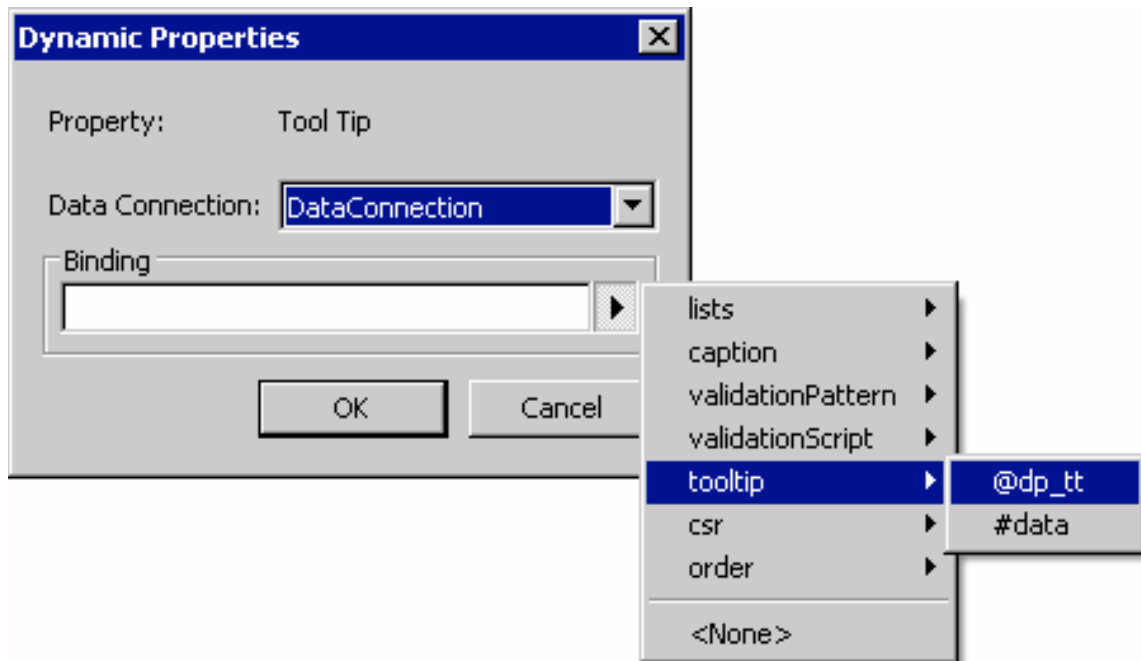 Dynamic Properties
Property: Tool Tip
Data Connection: DataConnection
Binding
OK Cancel
lists
caption
validationPattern
validationScript
tooltip
@dp_tt
csr
#data
order
<None>